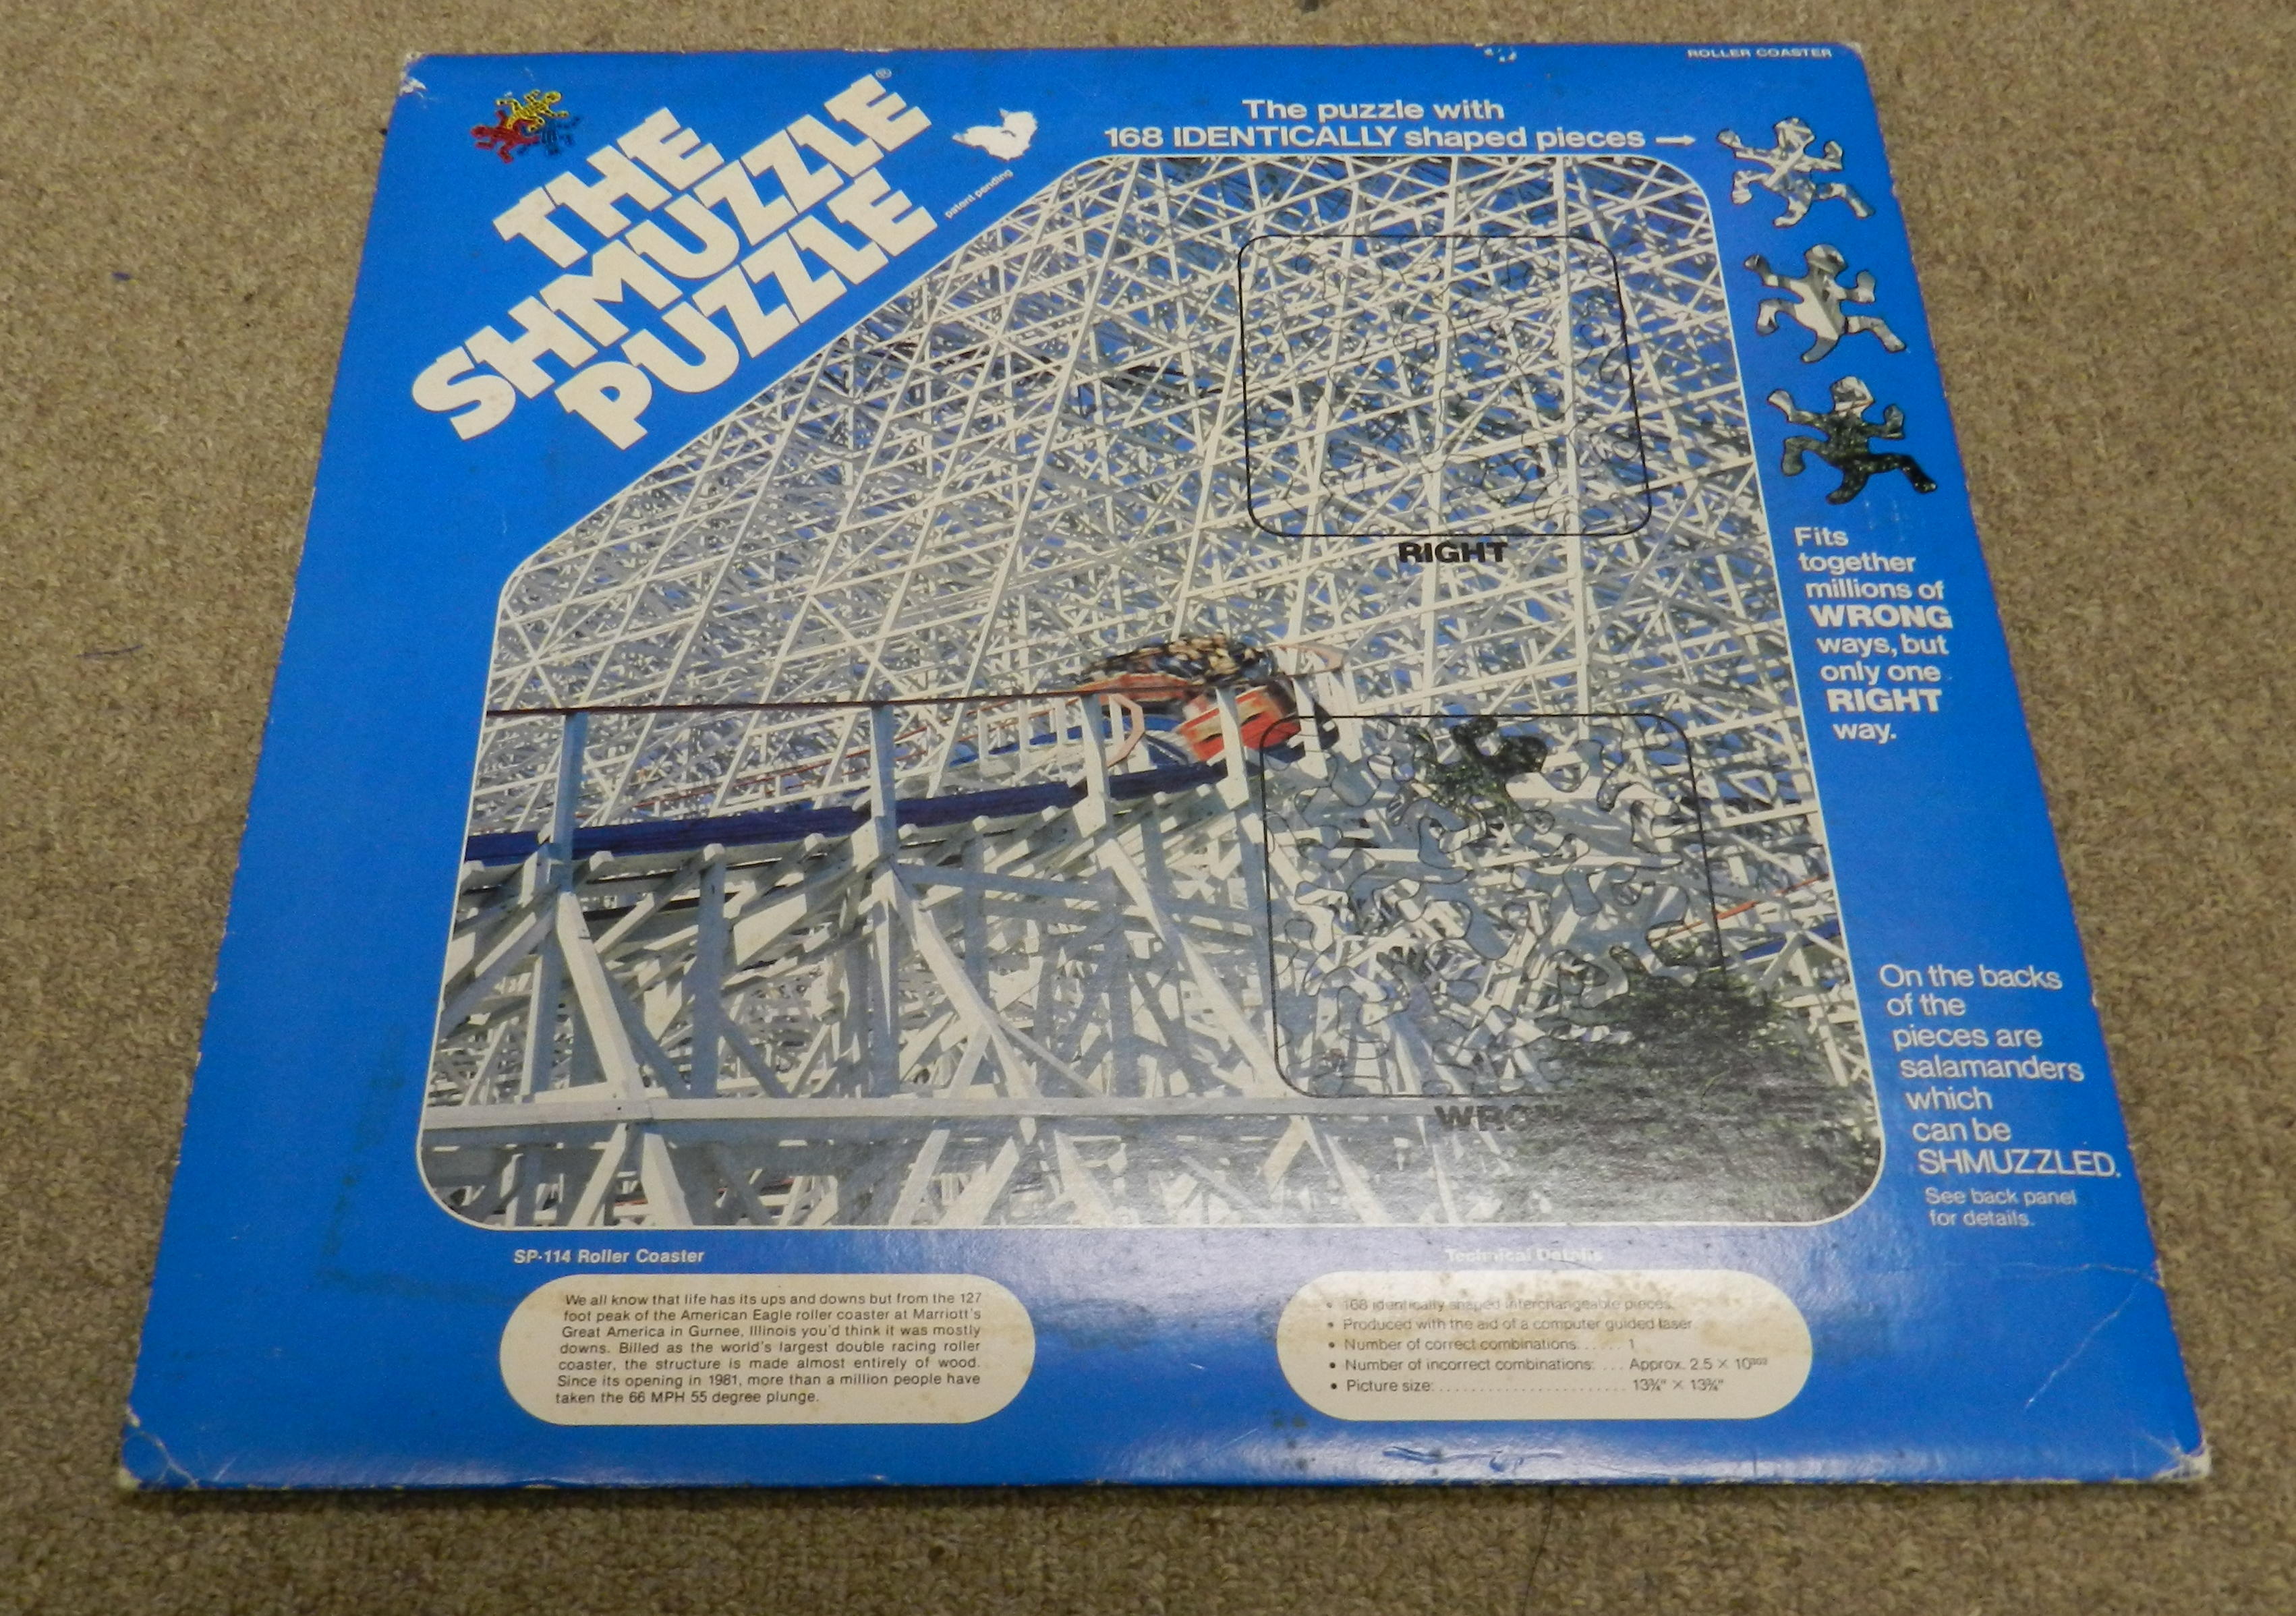 ROLLER COASTER
THE
SHMUZZLE®
PUZZLE
patent pending
The puzzle with
168 IDENTICALLY shaped pieces →
RIGHT
Fits
together
millions of
WRONG
ways, but
only one
RIGHT
way.
On the backs
of the
pieces are
salamanders
which
can be
SHMUZZLED.
See back panel
for details.
SP-114 Roller Coaster
We all know that life has its ups and downs but from the 127
foot peak of the American Eagle roller coaster at Marriott's
Great America in Gurnee, Illinois you'd think it was mostly
downs. Billed as the world's largest double racing roller
coaster, the structure is made almost entirely of wood.
Since its opening in 1981, more than a million people have
taken the 66 MPH 55 degree plunge.
Technical Details
• 168 identically shaped interchangeable pieces.
• Produced with the aid of a computer guided laser.
• Number of correct combinations: ..... 1
• Number of incorrect combinations: ... Approx. 2.5 ×
• Picture size: ........................ 13¾" × 13¾"